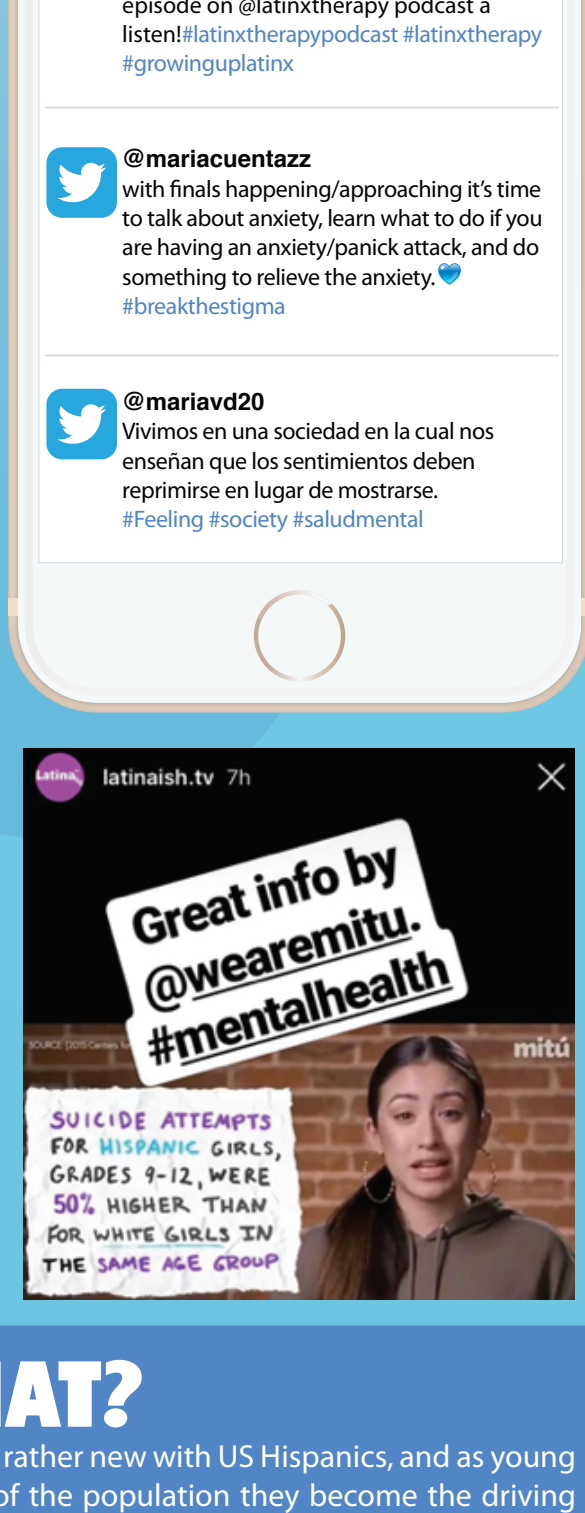 episode on @latinxtherapy podcast a
listen!#latinxtherapypodcast #latinxtherapy
#growinguplatinx
@mariacuentazz
with finals happening/approaching it’s time
to talk about anxiety, learn what to do if you
are having an anxiety/panick attack, and do
something to relieve the anxiety.💙
#breakthestigma
@mariavd20
Vivimos en una sociedad en la cual nos
enseñan que los sentimientos deben
reprimirse en lugar de mostrarse.
#Feeling #society #saludmental
Latina
latinaish.tv 7h
Great info by
@wearemitu.
#mentalhealth
SOURCE [2015 Centers
mitú
SUICIDE ATTEMPTS
FOR HISPANIC GIRLS,
GRADES 9-12, WERE
50% HIGHER THAN
FOR WHITE GIRLS IN
THE SAME AGE GROUP
HAT?
rather new with US Hispanics, and as young
of the population they become the driving